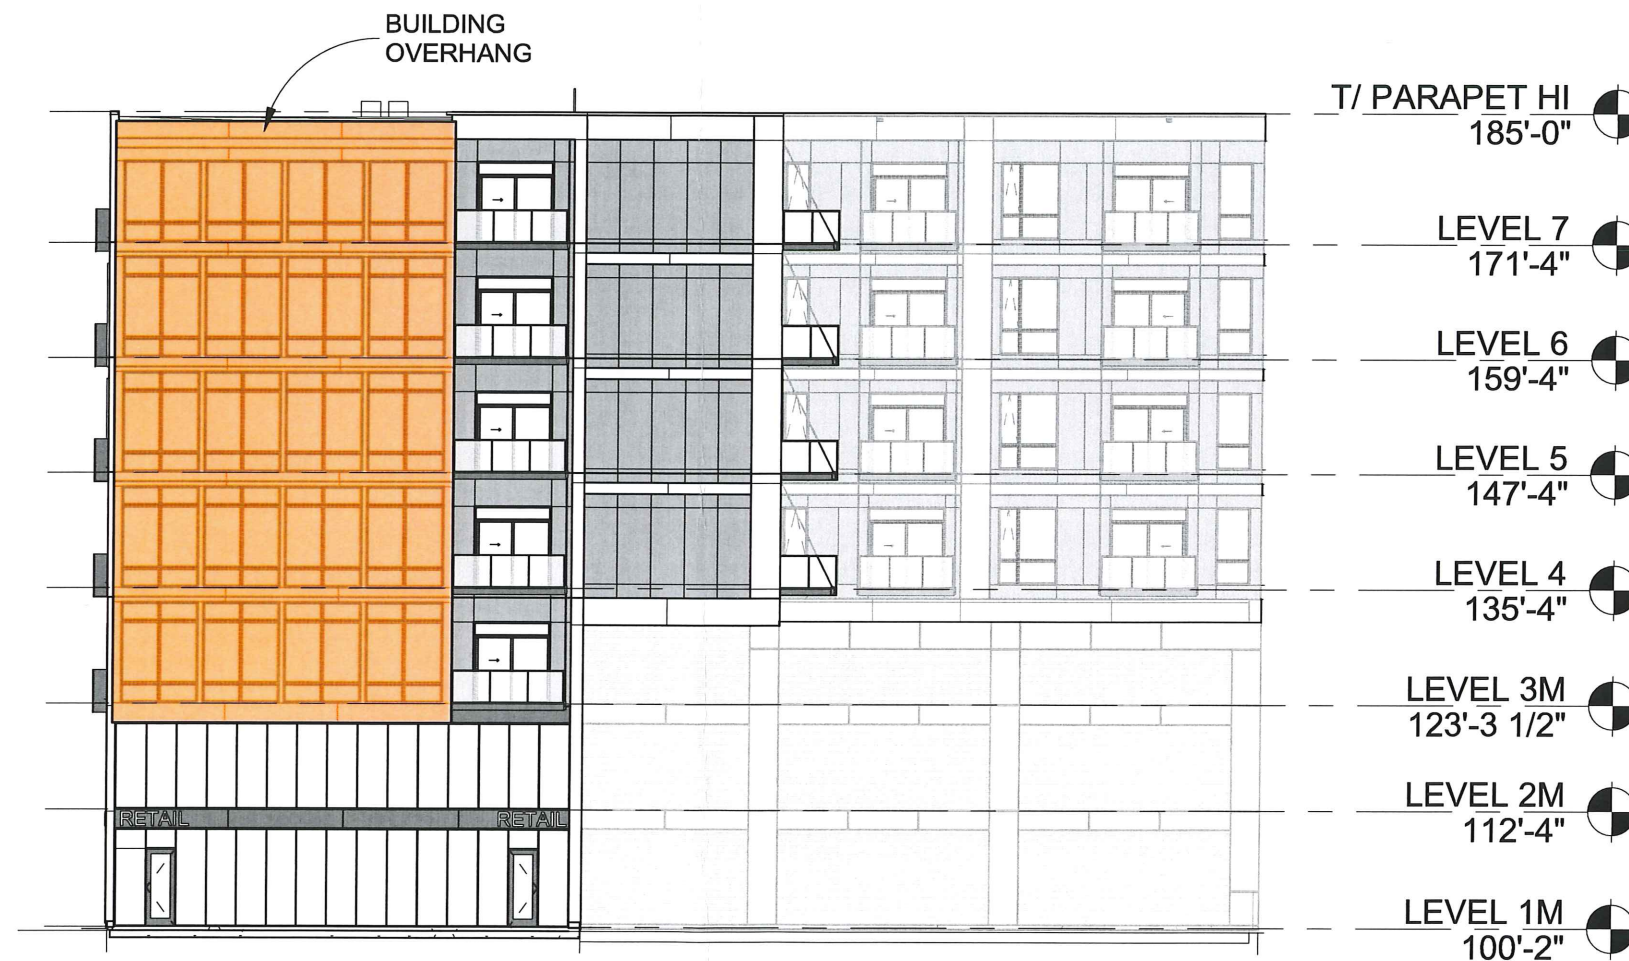 BUILDING
OVERHANG
T/ PARAPET HI
185'-0"
LEVEL 7
171'-4"
LEVEL 6
159'-4"
LEVEL 5
147'-4"
LEVEL 4
135'-4"
LEVEL 3M
123'-3 1/2"
LEVEL 2M
112'-4"
RETAIL RETAIL
LEVEL 1M
100'-2"